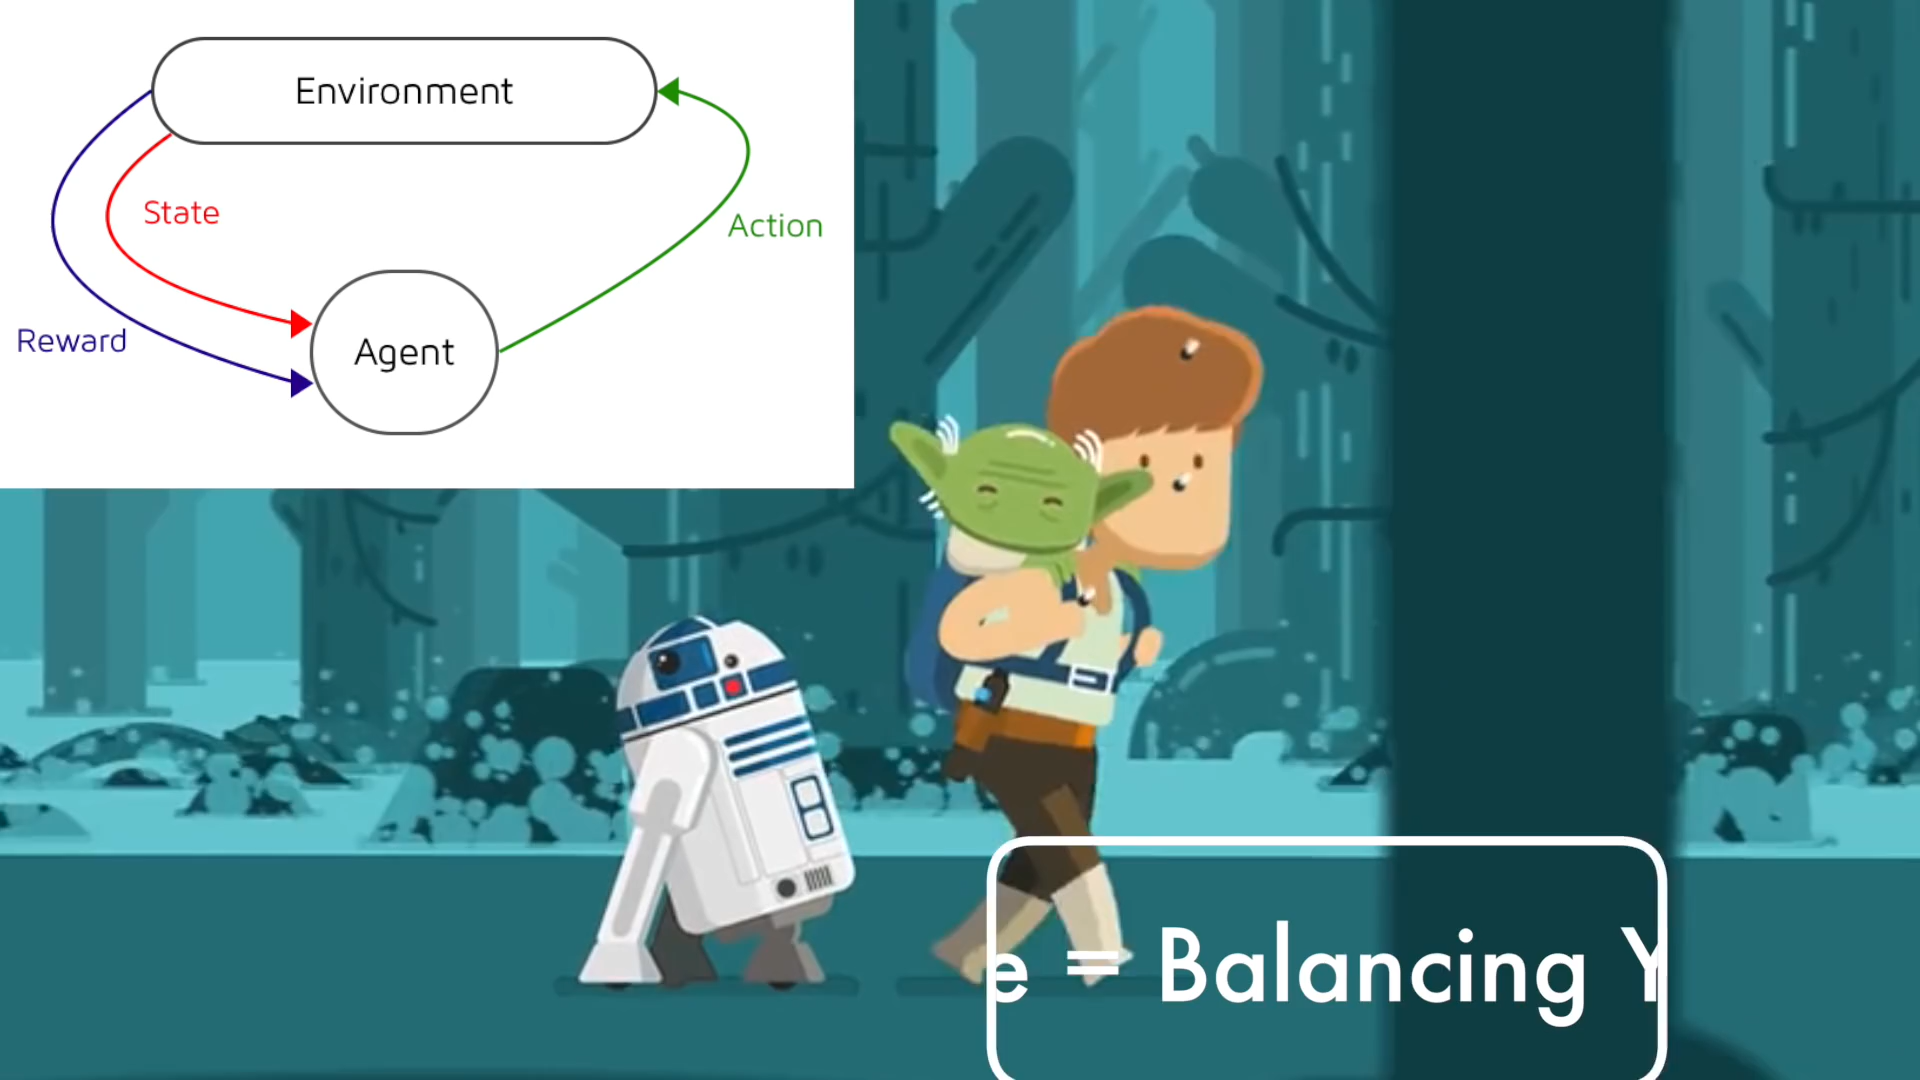 Environment
State
Action
Reward
Agent
= Balancing